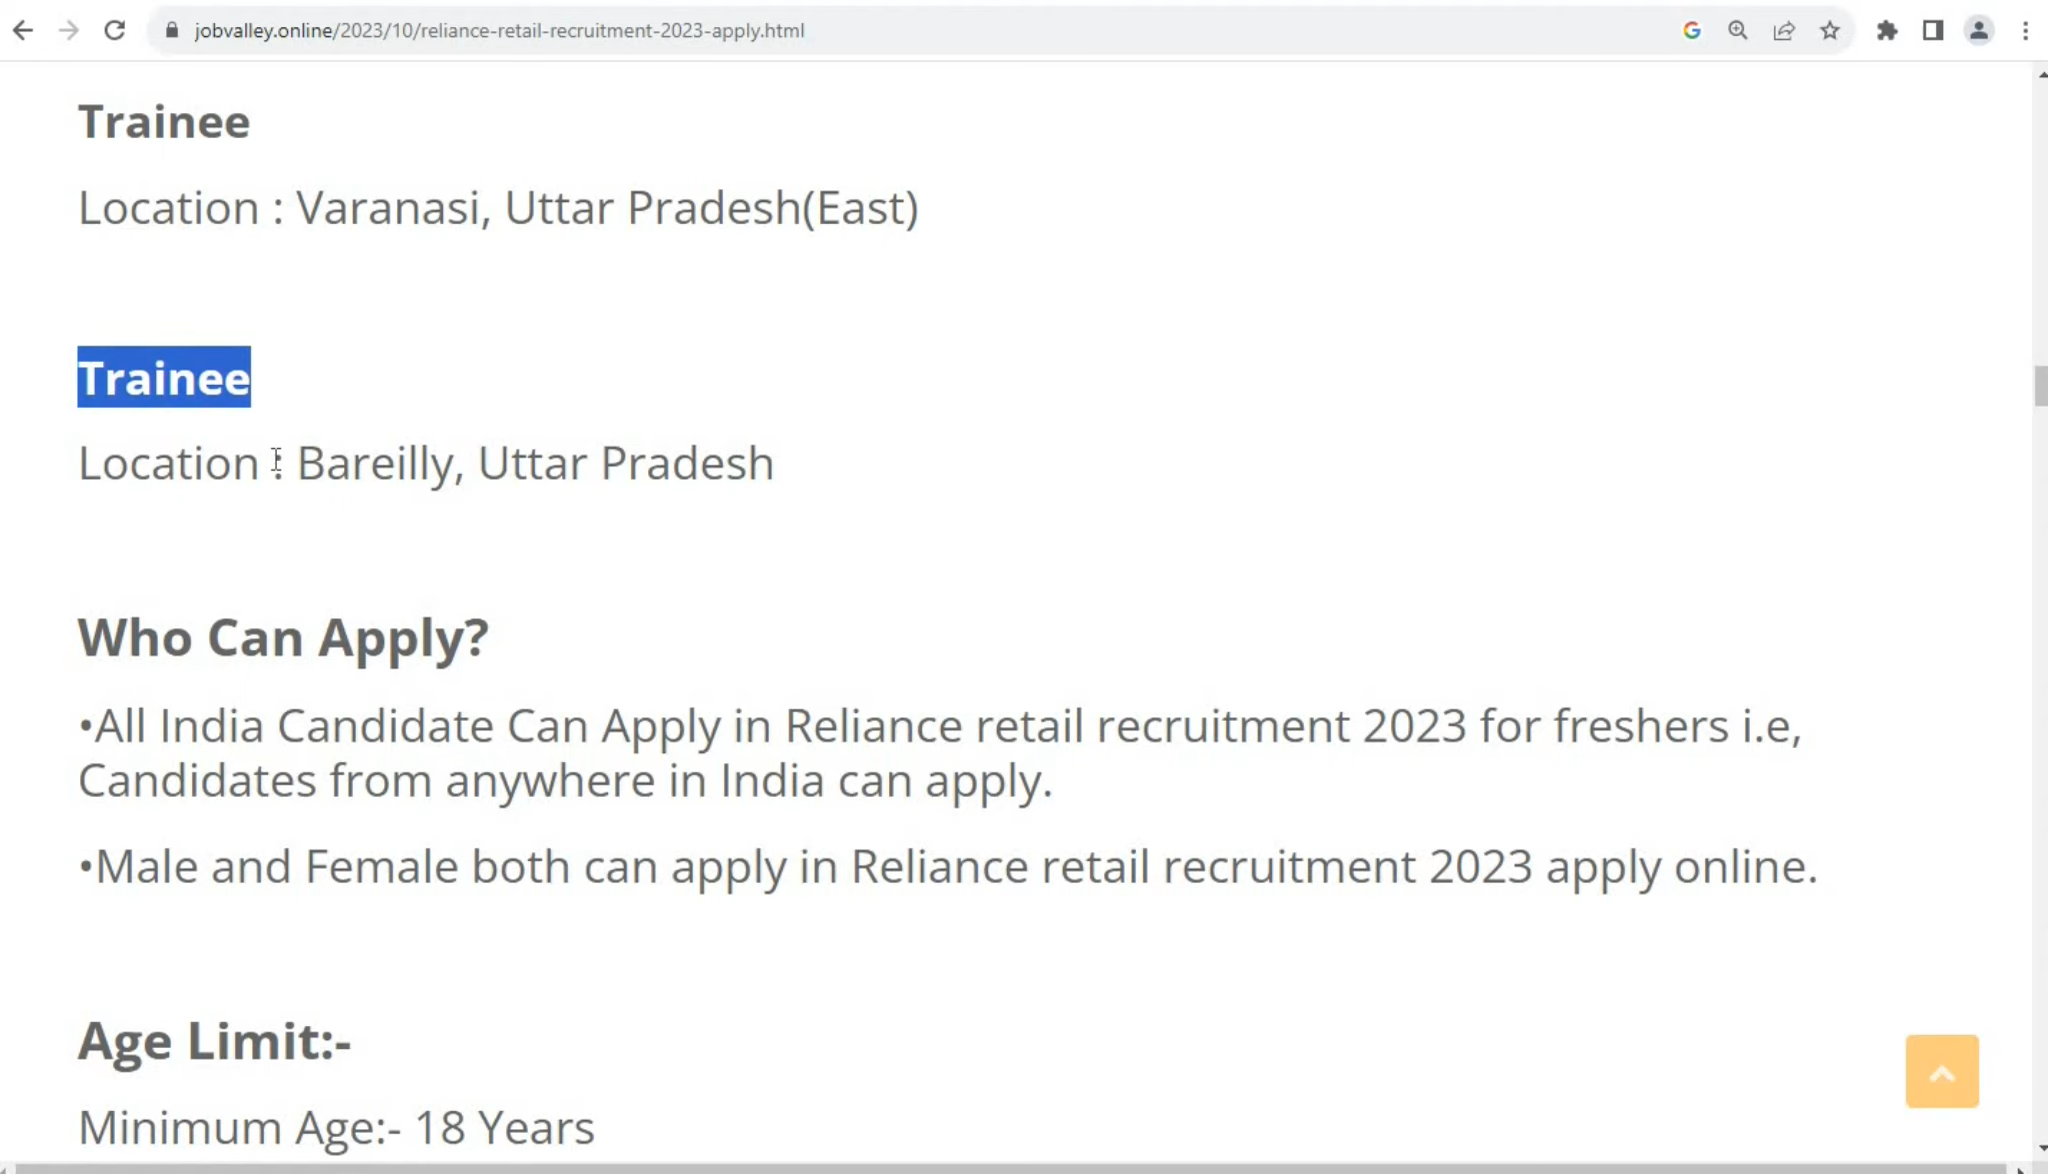 jobvalley.online/2023/10/reliance-retail-recruitment-2023-apply.html
Trainee
Location : Varanasi, Uttar Pradesh(East)
Trainee
Location : Bareilly, Uttar Pradesh
Who Can Apply?
•All India Candidate Can Apply in Reliance retail recruitment 2023 for freshers i.e,
Candidates from anywhere in India can apply.
•Male and Female both can apply in Reliance retail recruitment 2023 apply online.
Age Limit:-
Minimum Age:- 18 Years